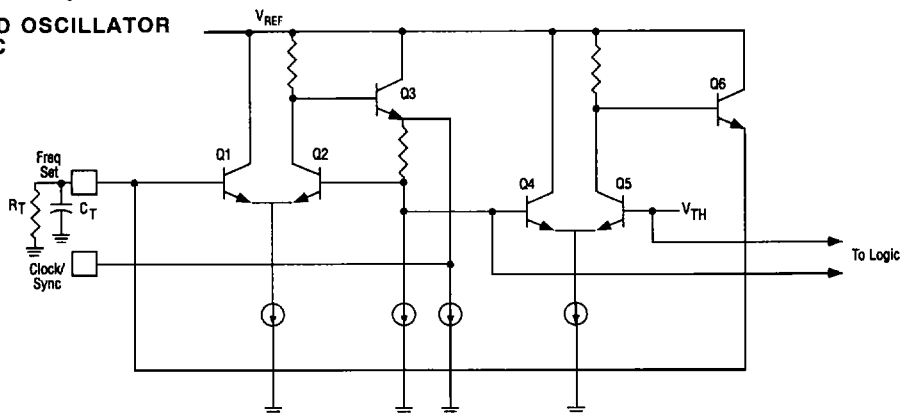 D OSCILLATOR
C
VREF
Q3
Q6
Freq
Set
Q1
Q2
Q4
Q5
RT
CT
VTH
To Logic
Clock/
Sync